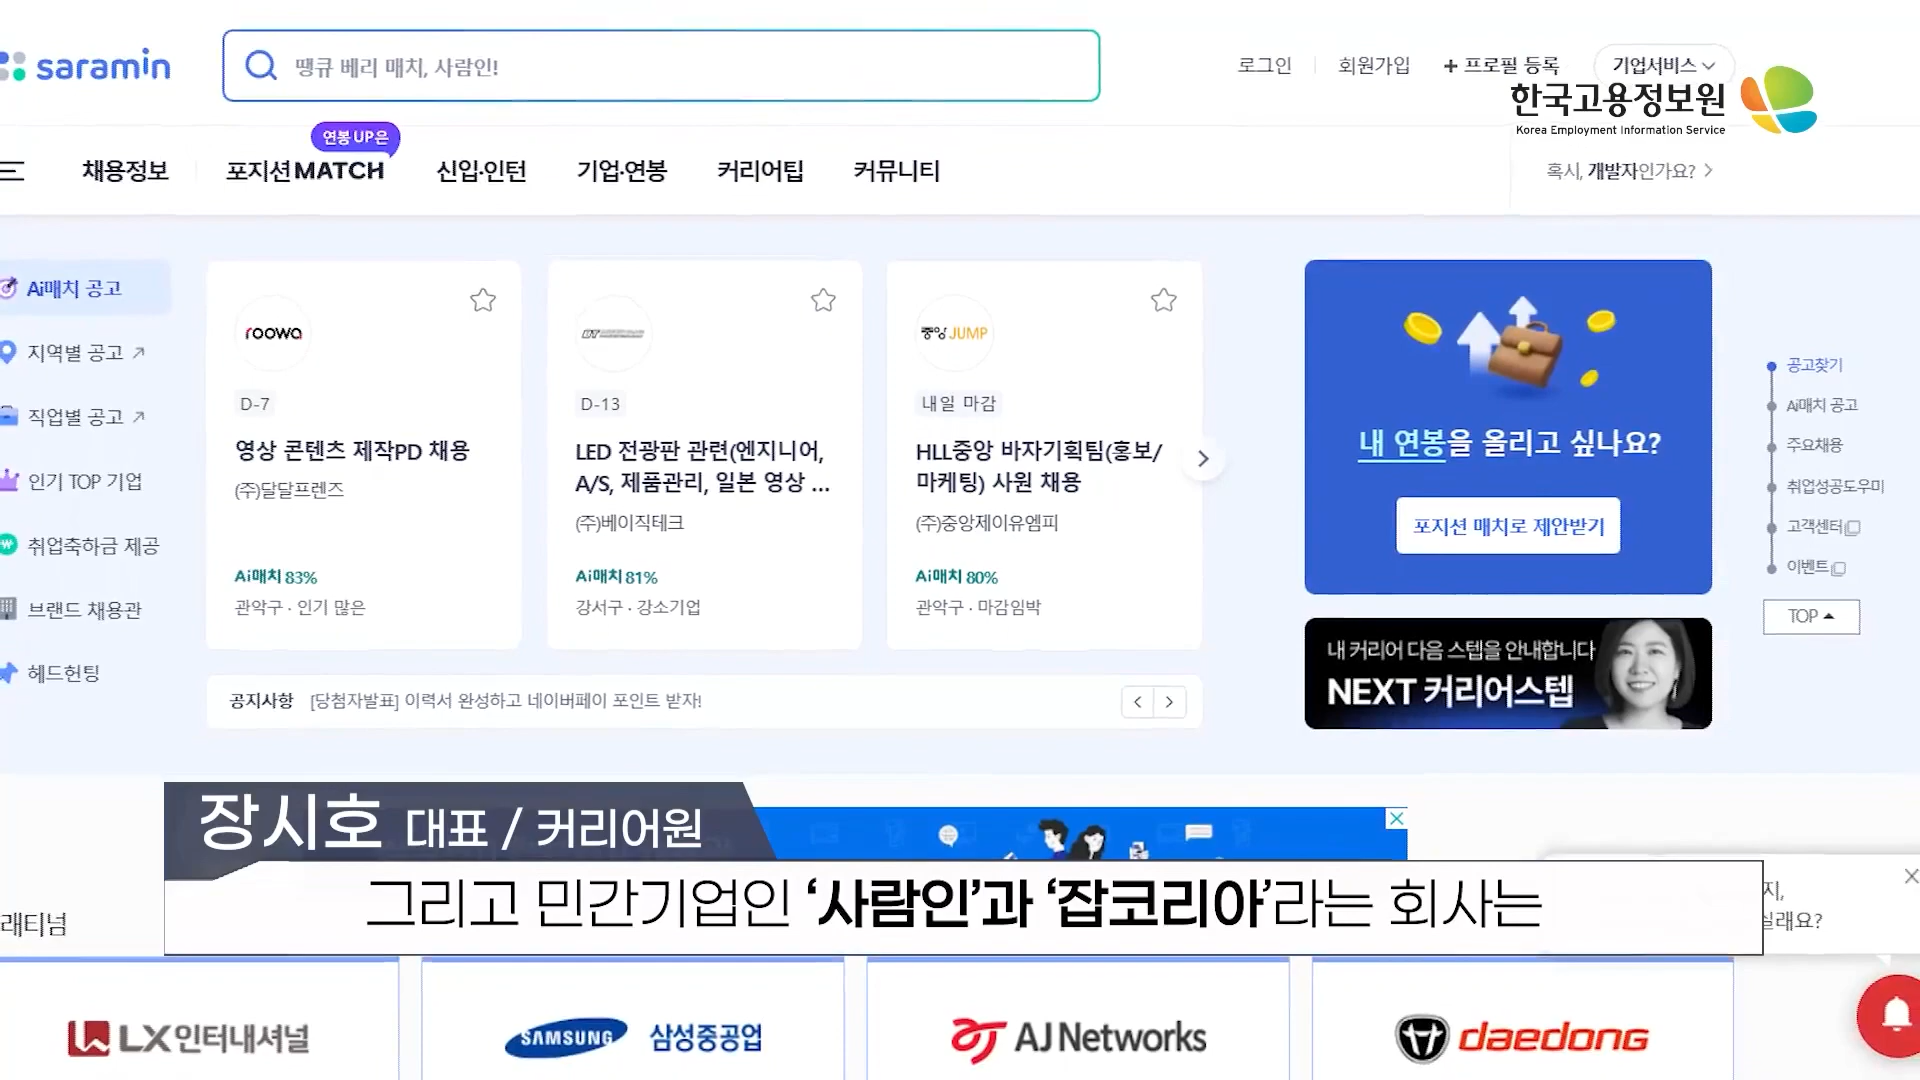 saramin
땡큐 베리 매치, 사람인!
로그인
회원가입
+ 프로필 등록
기업서비스
한국고용정보원
Korea Employment Information Service
연봉 UP은
채용정보
포지션MATCH
신입·인턴
기업·연봉
커리어팁
커뮤니티
혹시, 개발자인가요?
Ai매치 공고
지역별 공고
직업별 공고
인기 TOP 기업
취업축하금 제공
브랜드 채용관
헤드헌팅
roowa
D-7
영상 콘텐츠 제작PD 채용
(주)달달프렌즈
Ai매치 83%
관악구 · 인기 많은
D-13
LED 전광판 관련(엔지니어,
A/S, 제품관리, 일본 영상 ...
(주)베이직테크
Ai매치 81%
강서구 · 강소기업
중앙JUMP
내일 마감
HLL중앙 바자기획팀(홍보/
마케팅) 사원 채용
(주)중앙제이유엠피
Ai매치 80%
관악구 · 마감임박
내 연봉을 올리고 싶나요?
포지션 매치로 제안받기
내 커리어 다음 스텝을 안내합니다
NEXT 커리어스텝
공고찾기
Ai매치 공고
주요채용
취업성공도우미
고객센터
이벤트
TOP
공지사항 [당첨자발표] 이력서 완성하고 네이버페이 포인트 받자!
장시호 대표 / 커리어원
그리고 민간기업인 ‘사람인’과 ‘잡코리아’라는 회사는
래티넘
지,
실래요?
LX인터내셔널
SAMSUNG 삼성중공업
AJ Networks
daedong